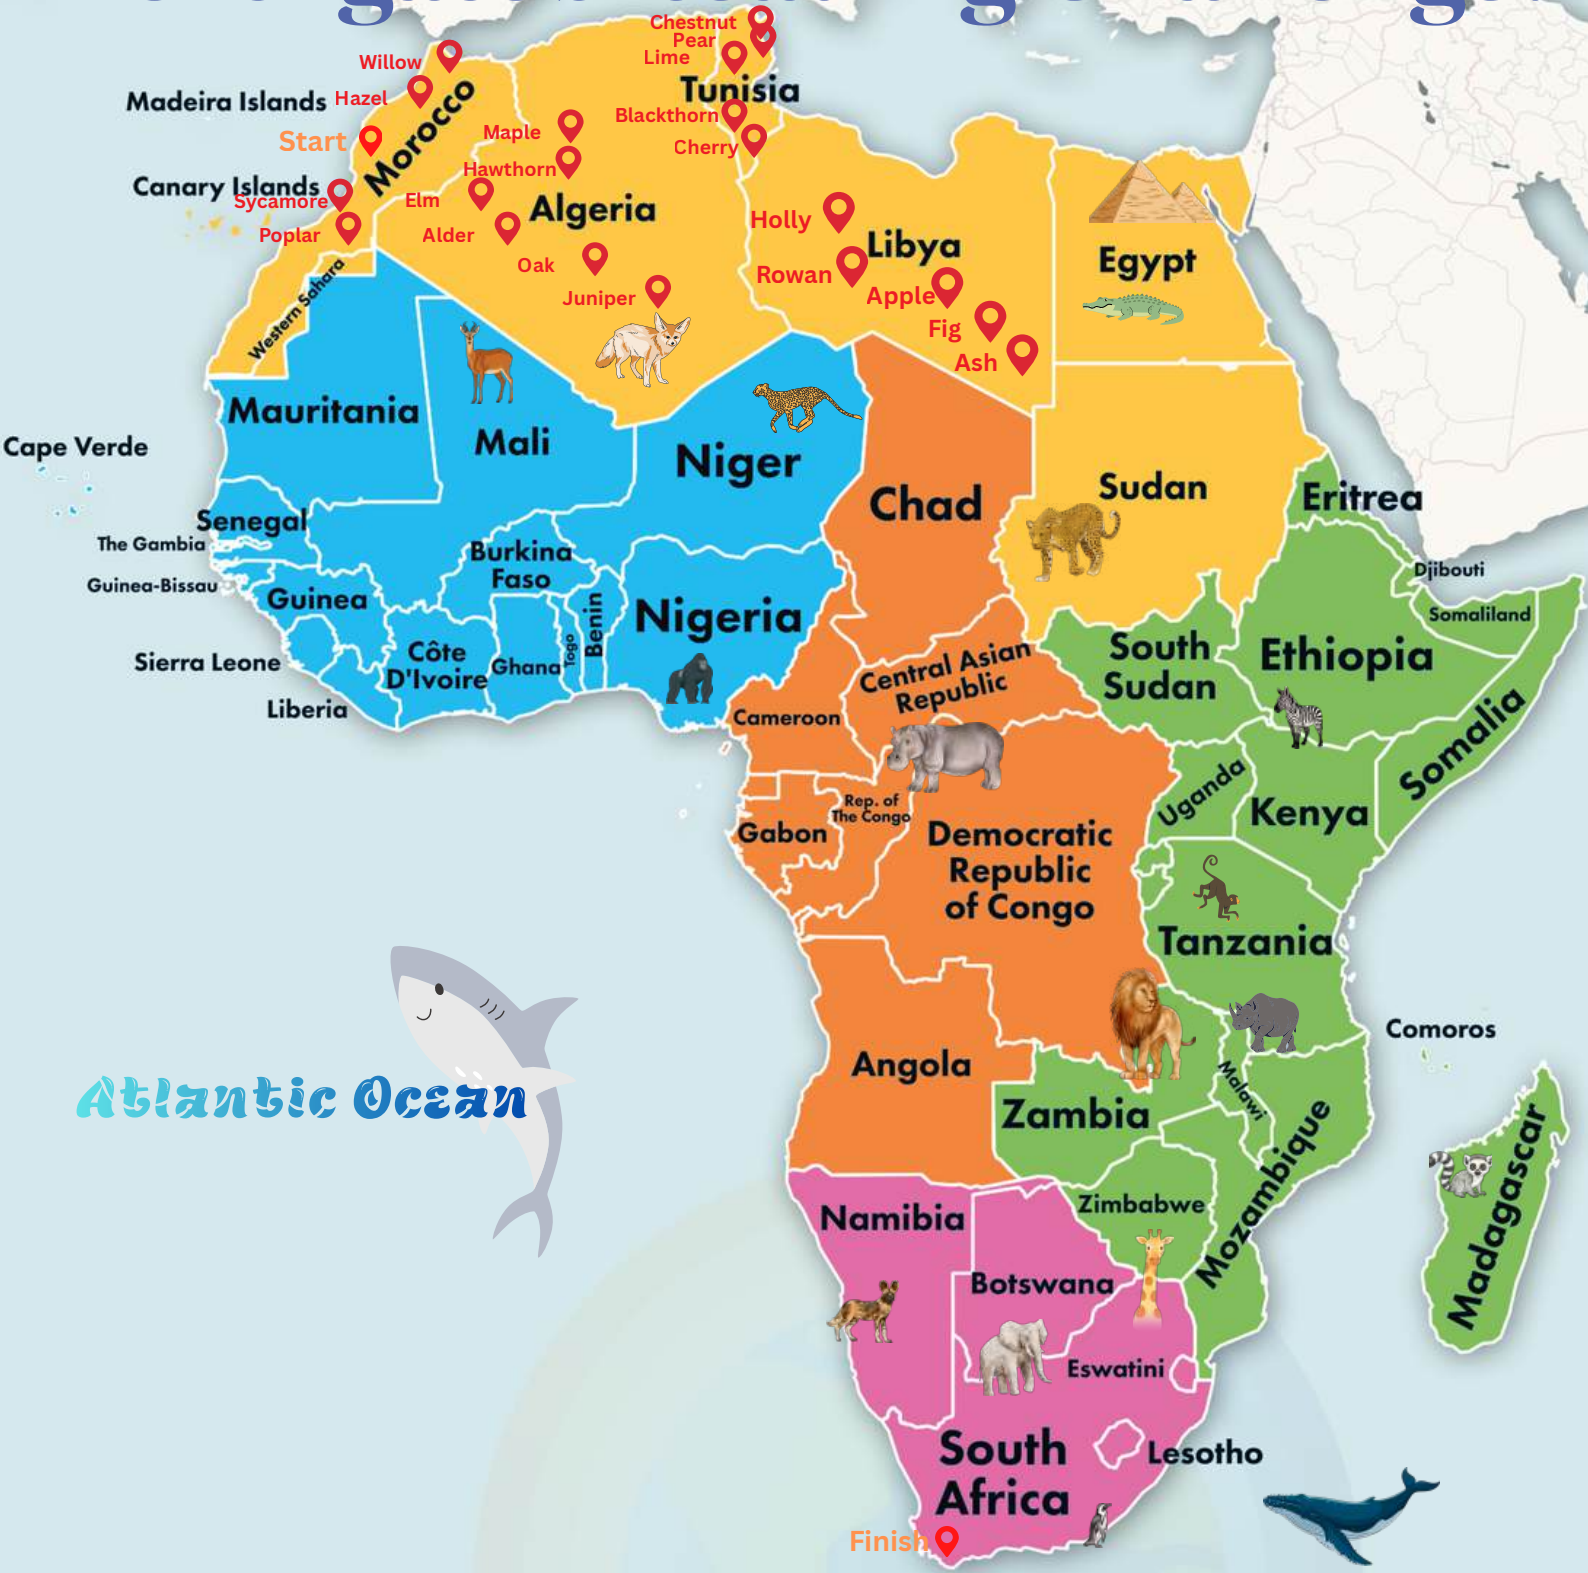 Chestnut
Pear
Lime
Tunisia
Willow
Hazel
Madeira Islands
Morocco
Start
Blackthorn
Cherry
Maple
Hawthorn
Canary Islands
Sycamore
Poplar
Elm
Alder
Algeria
Oak
Juniper
Holly
Libya
Rowan
Apple
Fig
Ash
Egypt
Western Sahara
Mauritania
Mali
Niger
Chad
Sudan
Eritrea
Cape Verde
Senegal
The Gambia
Guinea-Bissau
Guinea
Burkina
Faso
Djibouti
Somaliland
Sierra Leone
Liberia
Côte
D'Ivoire
Ghana
Togo
Benin
Nigeria
Cameroon
Central Asian
Republic
South
Sudan
Ethiopia
Somalia
Uganda
Kenya
Gabon
Rep. of
The Congo
Democratic
Republic
of Congo
Tanzania
Comoros
Atlantic Ocean
Angola
Zambia
Malawi
Mozambique
Madagascar
Namibia
Zimbabwe
Botswana
Eswatini
South
Africa
Lesotho
Finish